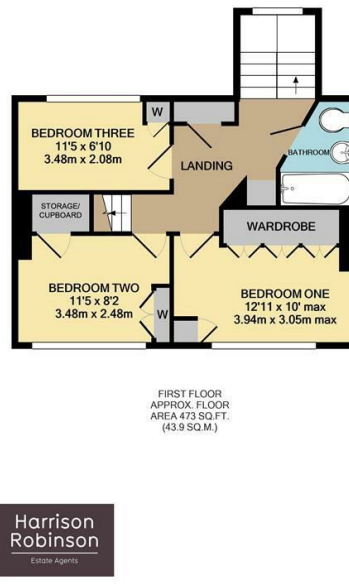 W
BEDROOM THREE
11'5 x 6'10
3.48m x 2.08m
LANDING
BATHROOM
STORAGE/
CUPBOARD
WARDROBE
BEDROOM TWO
11'5 x 8'2
3.48m x 2.48m
W
BEDROOM ONE
12'11 x 10' max
3.94m x 3.05m max
FIRST FLOOR
APPROX. FLOOR
AREA 473 SQ.FT.
(43.9 SQ.M.)
Harrison
Robinson
Estate Agents